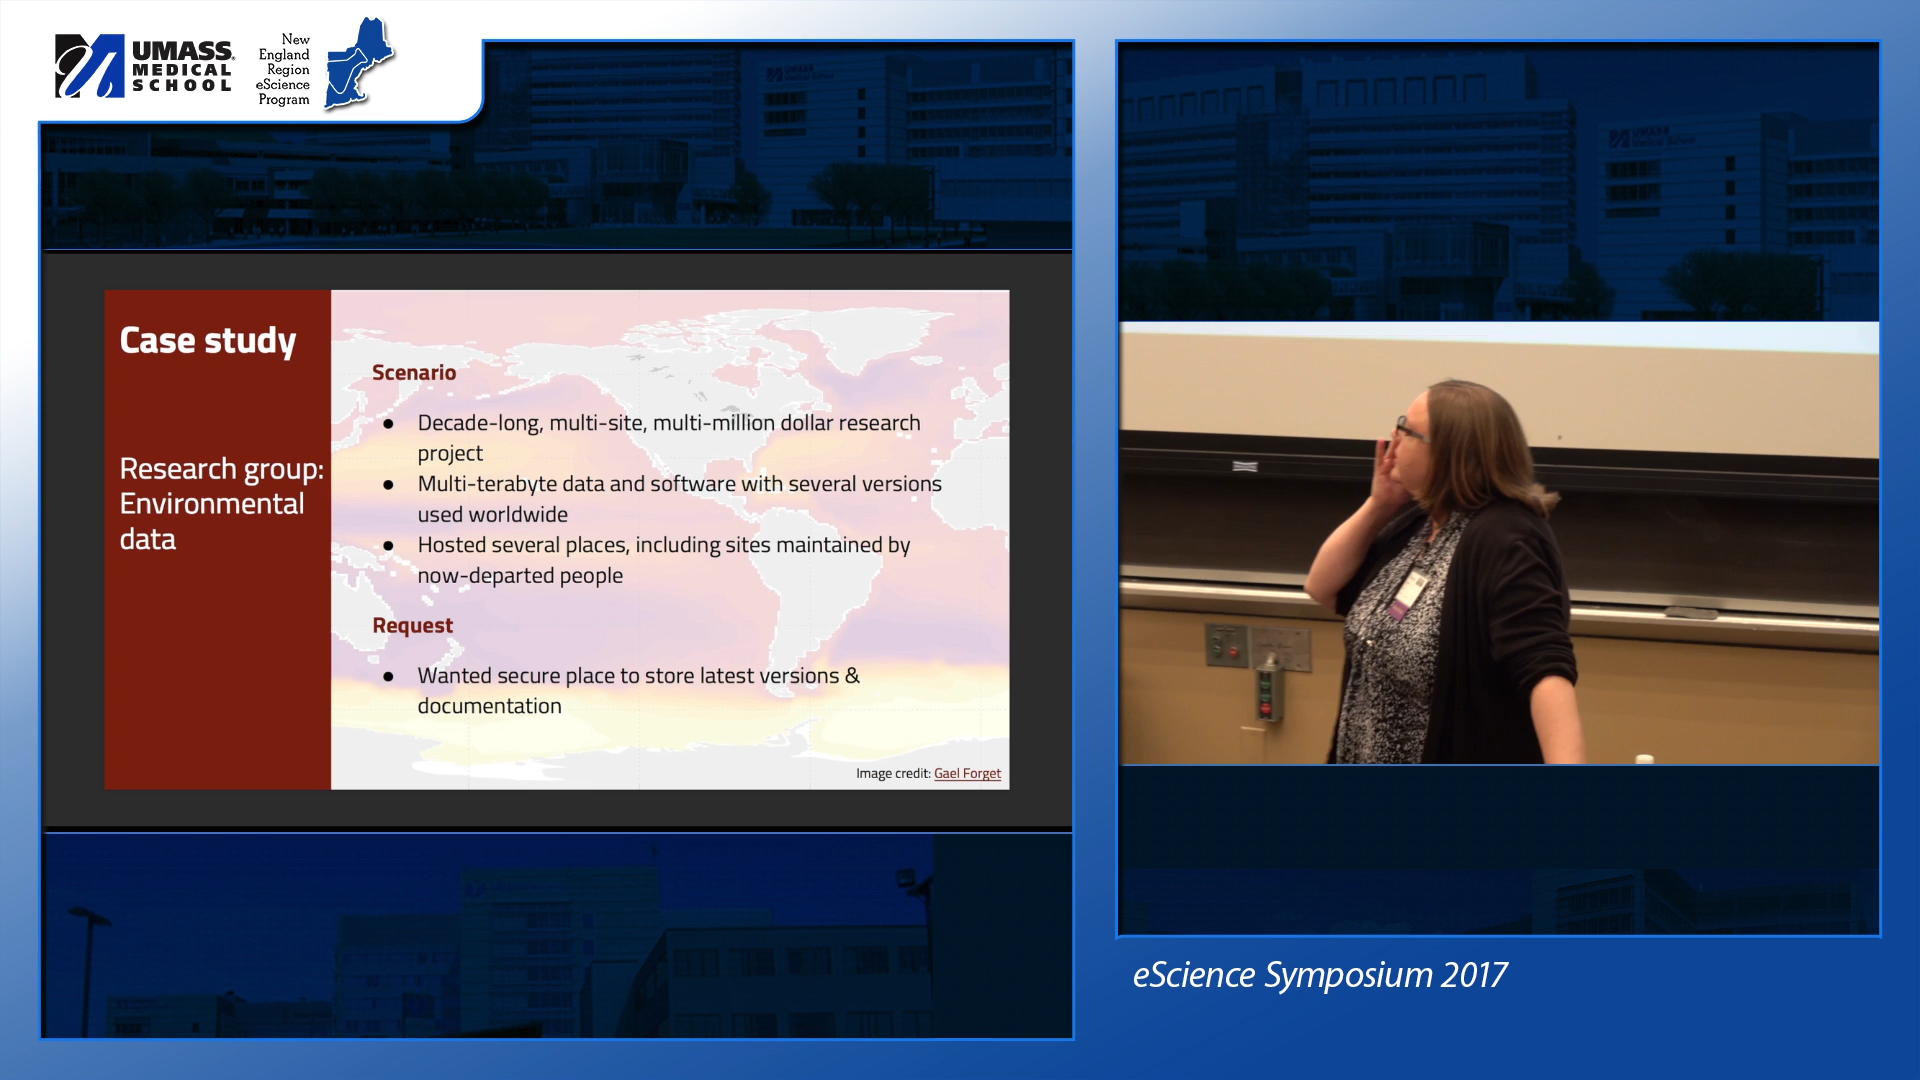 UMASS
MEDICAL
SCHOOL
New
England
Region
eScience
Program
Case study
Research group:
Environmental
data
Scenario
● Decade-long, multi-site, multi-million dollar research
project
● Multi-terabyte data and software with several versions
used worldwide
● Hosted several places, including sites maintained by
now-departed people
Request
● Wanted secure place to store latest versions &
documentation
Image credit: Gael Forget
eScience Symposium 2017